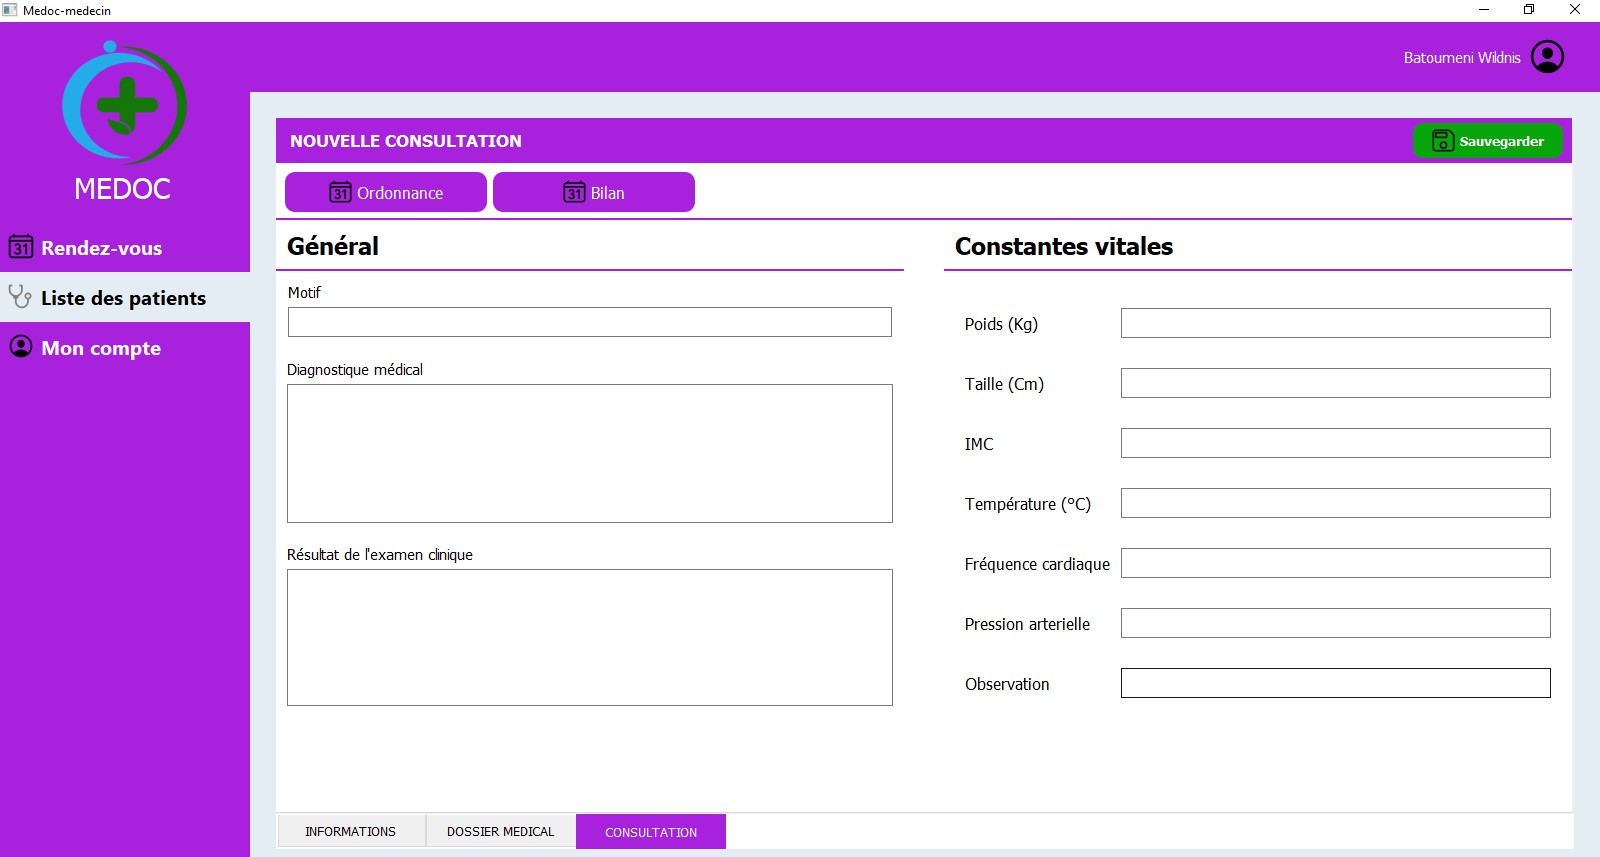 Medoc-medecin
Batoumeni Wildnis
MEDOC
31 Rendez-vous
Liste des patients
Mon compte
NOUVELLE CONSULTATION
Sauvegarder
31 Ordonnance
31 Bilan
Général
Motif
Diagnostique médical
Résultat de l'examen clinique
Constantes vitales
Poids (Kg)
Taille (Cm)
IMC
Température (°C)
Fréquence cardiaque
Pression arterielle
Observation
INFORMATIONS
DOSSIER MEDICAL
CONSULTATION